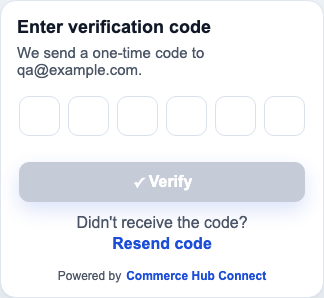 Enter verification code
We send a one-time code to
qa@example.com.
✓ Verify
Didn't receive the code?
Resend code
Powered by Commerce Hub Connect